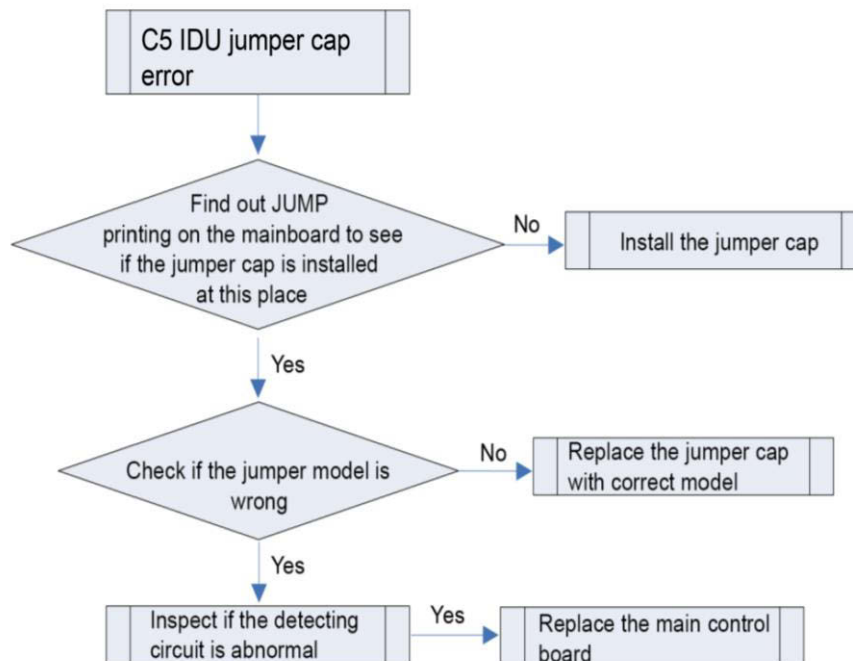 C5 IDU jumper cap
error
Find out JUMP
printing on the mainboard to see
if the jumper cap is installed
at this place
No
Install the jumper cap
Yes
Check if the jumper model is
wrong
No
Replace the jumper cap
with correct model
Yes
Inspect if the detecting
circuit is abnormal
Yes
Replace the main control
board